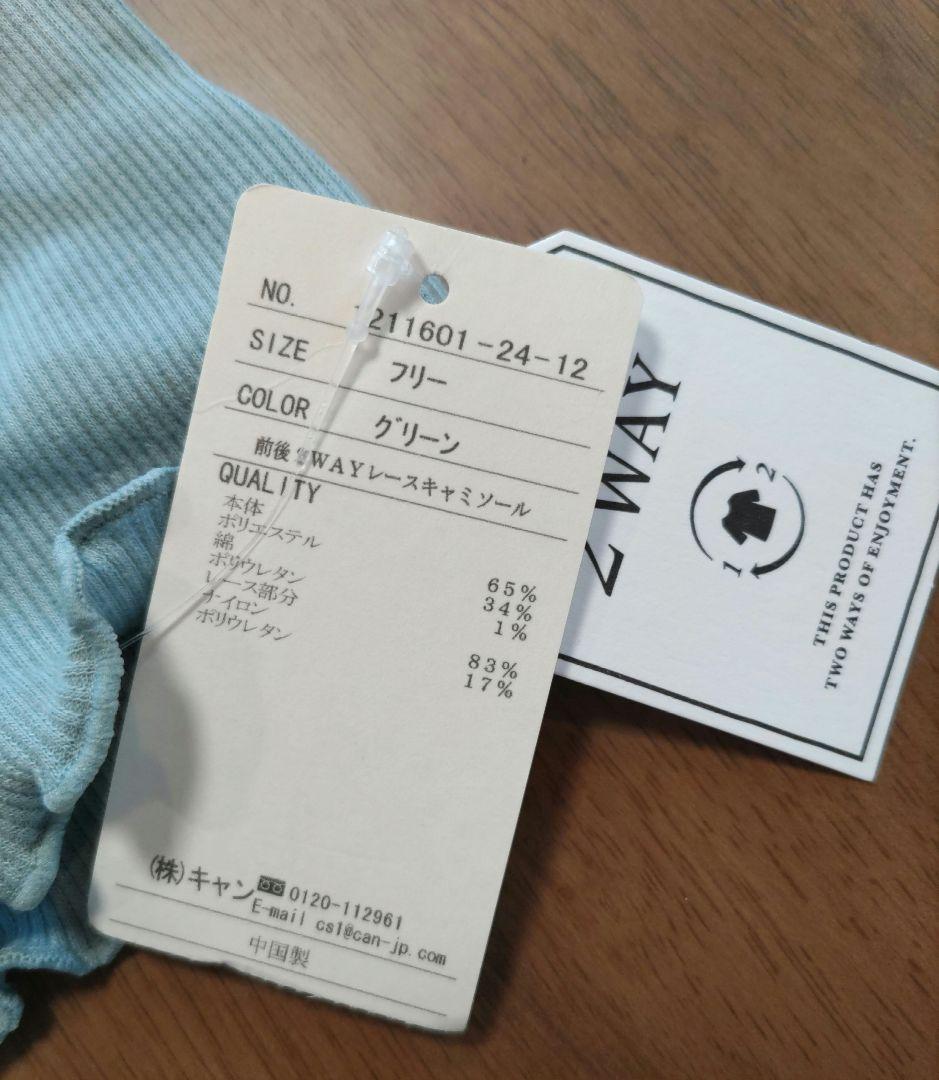 NO. 211601-24-12
SIZE フリー
COLOR グリーン
前後 WAYレースキャミソール
QUALITY
本体
ポリエステル 65%
綿 34%
ポリウレタン 1%
レース部分
ナイロン 83%
ポリウレタン 17%
(株)キャン 0120-112961
E-mail cs1@can-jp.com
中国製
2 WAY
1 2
THIS PRODUCT HAS
TWO WAYS OF ENJOYMENT.